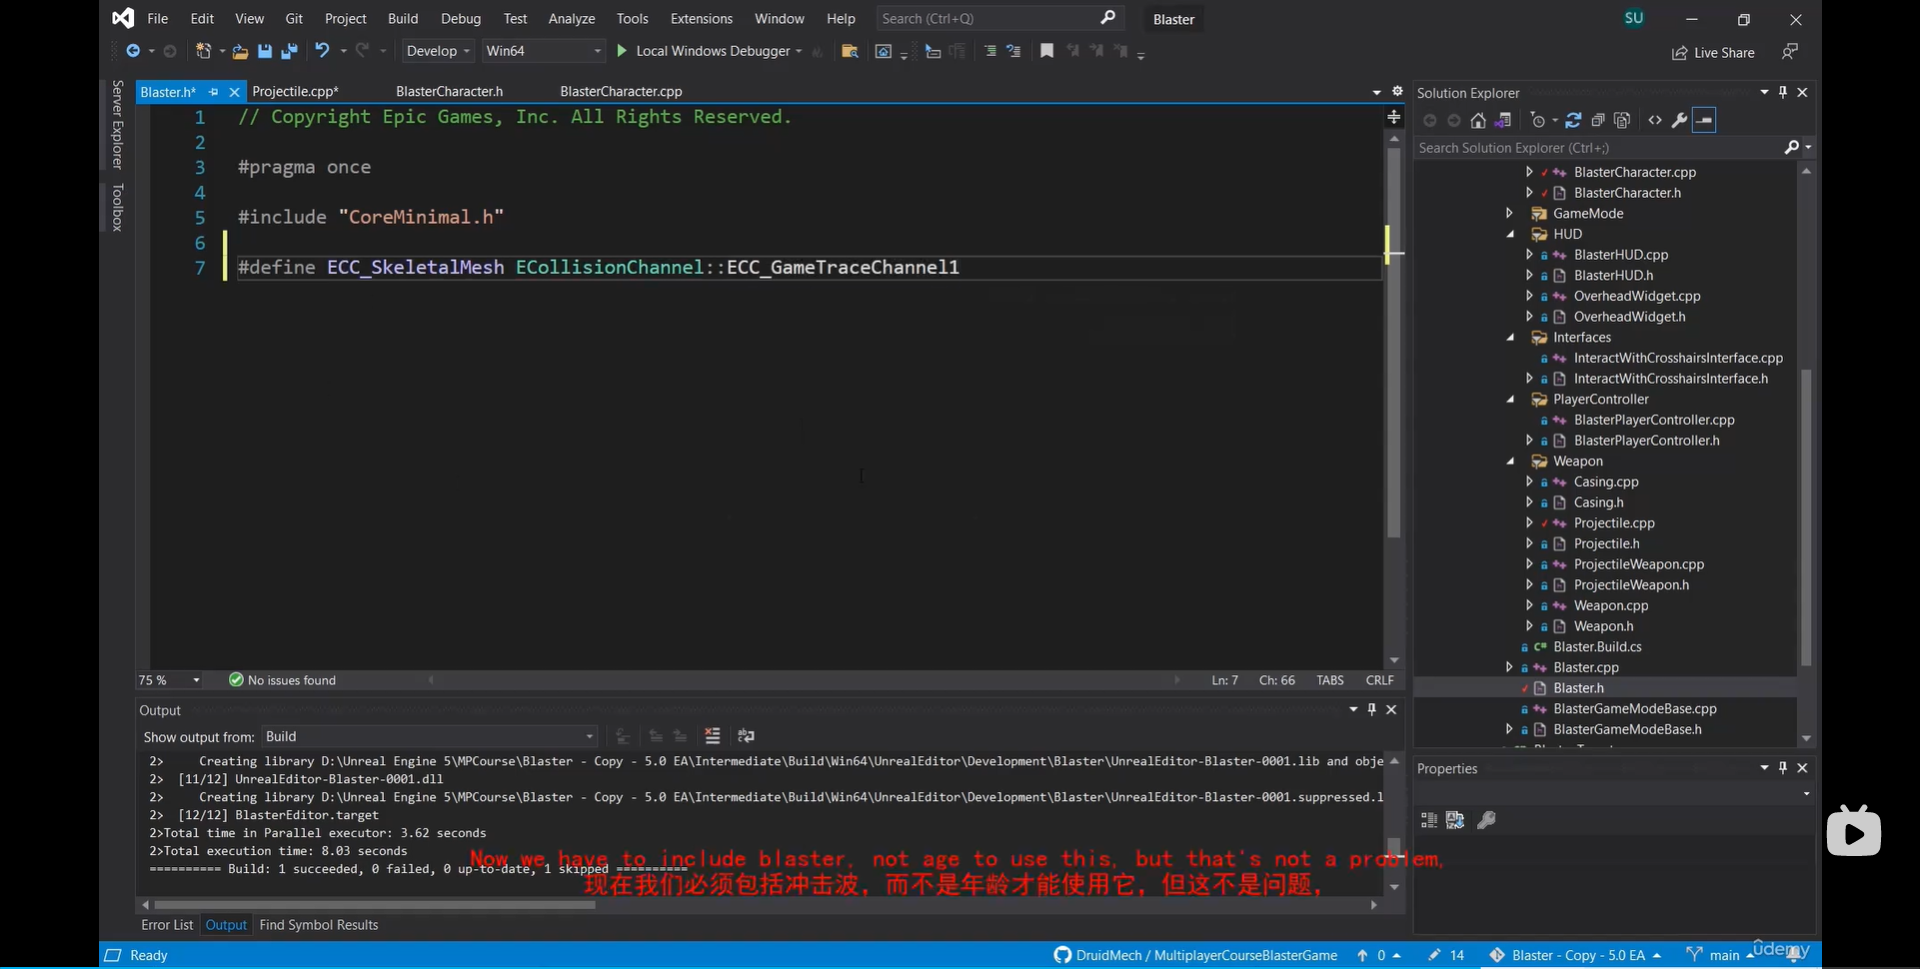 File Edit View Git Project Build Debug Test Analyze Tools Extensions Window Help Search (Ctrl+Q) Blaster SU
Develop Win64 Local Windows Debugger Live Share
Server Explorer
Toolbox
Blaster.h* Projectile.cpp* BlasterCharacter.h BlasterCharacter.cpp
1 // Copyright Epic Games, Inc. All Rights Reserved.
2
3 #pragma once
4
5 #include "CoreMinimal.h"
6
7 #define ECC_SkeletalMesh ECollisionChannel::ECC_GameTraceChannel1
75 % No issues found Ln: 7 Ch: 66 TABS CRLF
Output
Show output from: Build
2> Creating library D:\Unreal Engine 5\MPCourse\Blaster - Copy - 5.0 EA\Intermediate\Build\Win64\UnrealEditor\Development\Blaster\UnrealEditor-Blaster-0001.lib and obje
2> [11/12] UnrealEditor-Blaster-0001.dll
2> Creating library D:\Unreal Engine 5\MPCourse\Blaster - Copy - 5.0 EA\Intermediate\Build\Win64\UnrealEditor\Development\Blaster\UnrealEditor-Blaster-0001.suppressed.l
2> [12/12] BlasterEditor.target
2>Total time in Parallel executor: 3.62 seconds
2>Total execution time: 8.03 seconds
========== Build: 1 succeeded, 0 failed, 0 up-to-date, 1 skipped ==========
Now we have to include blaster, not age to use this, but that's not a problem,
现在我们必须包括冲击波，而不是年龄才能使用它，但这不是问题，
Error List Output Find Symbol Results
Solution Explorer
Search Solution Explorer (Ctrl+;)
BlasterCharacter.cpp
BlasterCharacter.h
GameMode
HUD
BlasterHUD.cpp
BlasterHUD.h
OverheadWidget.cpp
OverheadWidget.h
Interfaces
InteractWithCrosshairsInterface.cpp
InteractWithCrosshairsInterface.h
PlayerController
BlasterPlayerController.cpp
BlasterPlayerController.h
Weapon
Casing.cpp
Casing.h
Projectile.cpp
Projectile.h
ProjectileWeapon.cpp
ProjectileWeapon.h
Weapon.cpp
Weapon.h
Blaster.Build.cs
Blaster.cpp
Blaster.h
BlasterGameModeBase.cpp
BlasterGameModeBase.h
Properties
Ready DruidMech / MultiplayerCourseBlasterGame 0 14 Blaster - Copy - 5.0 EA main
udemy